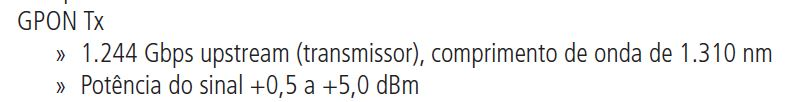 GPON Tx
» 1.244 Gbps upstream (transmissor), comprimento de onda de 1.310 nm
» Potência do sinal +0,5 a +5,0 dBm